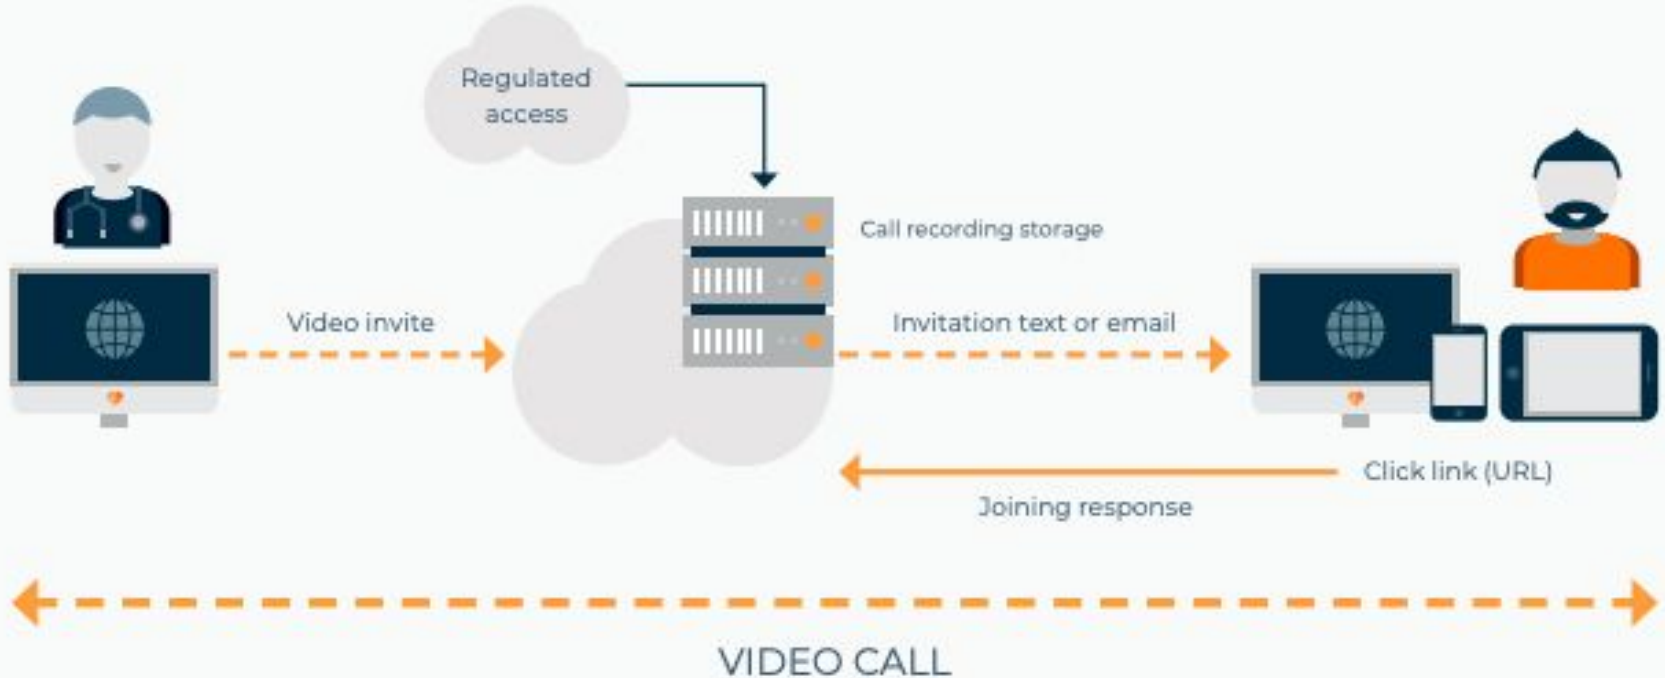 Regulated
access
Call recording storage
Video invite
Invitation text or email
Click link (URL)
Joining response
VIDEO CALL